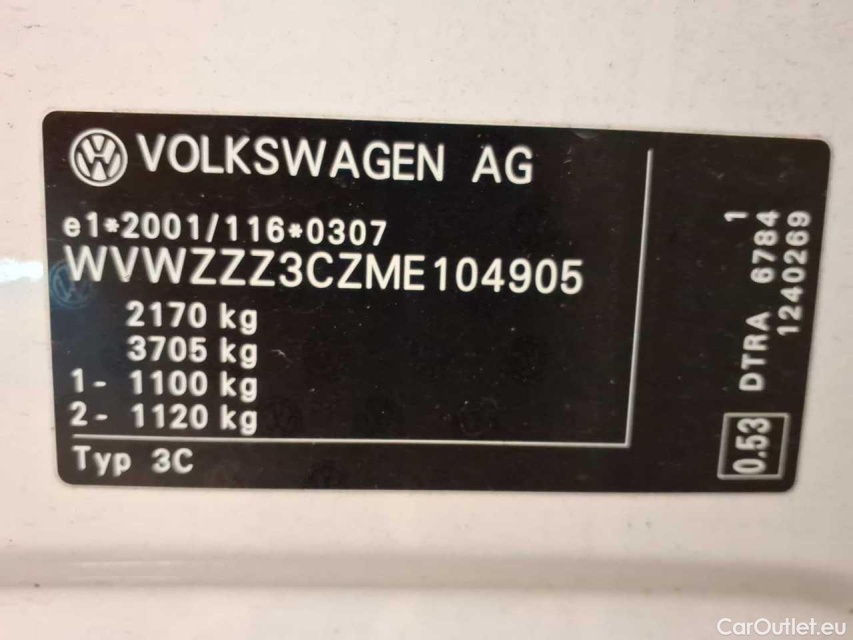 VOLKSWAGEN AG
e1*2001/116*0307
WVWZZZ3CZME104905
2170 kg
3705 kg
1- 1100 kg
2- 1120 kg
Typ 3C
1
DTRA 6784
1240269
0.53
CarOutlet.eu